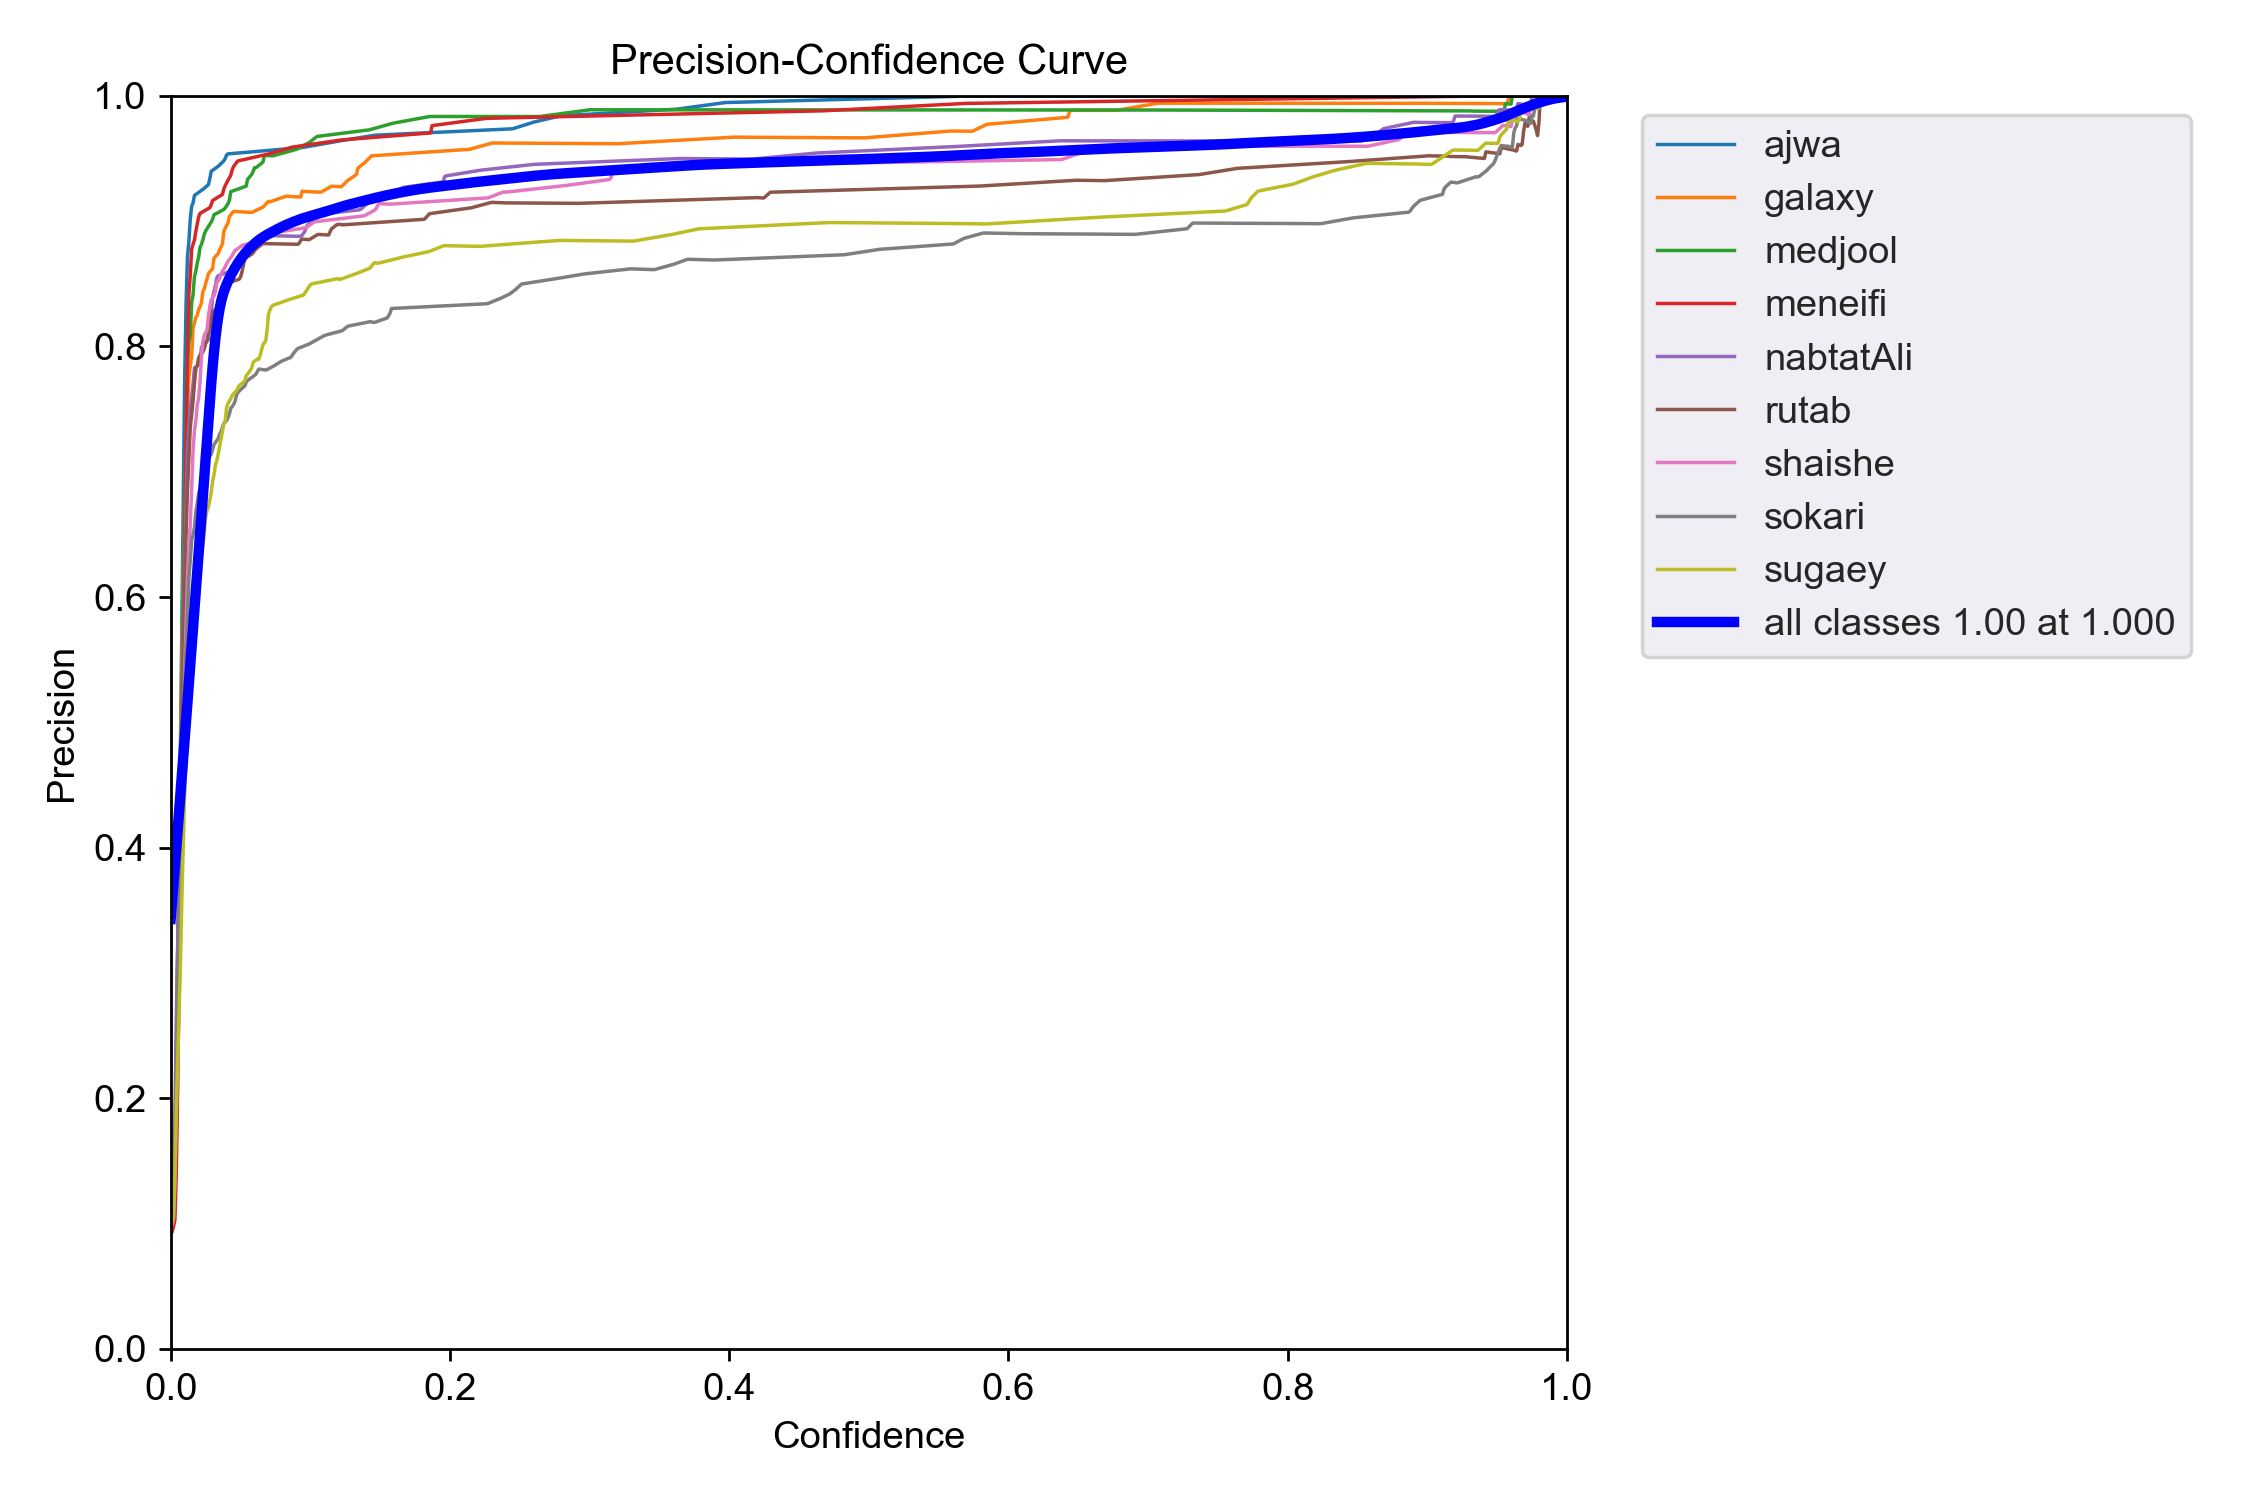 Precision-Confidence Curve
1.0
0.8
0.6
0.4
0.2
0.0
Precision
0.0 0.2 0.4 0.6 0.8 1.0
Confidence
ajwa
galaxy
medjool
meneifi
nabtatAli
rutab
shaishe
sokari
sugaey
all classes 1.00 at 1.000